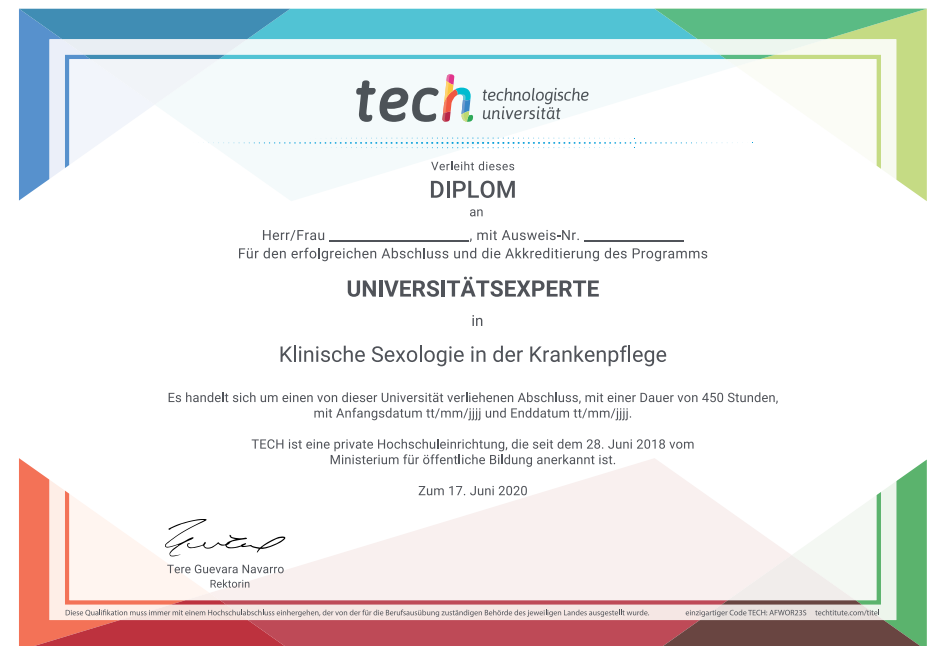 tech technologische
universität
Verleiht dieses
DIPLOM
an
Herr/Frau ____________________, mit Ausweis-Nr. ______________
Für den erfolgreichen Abschluss und die Akkreditierung des Programms
UNIVERSITÄTSEXPERTE
in
Klinische Sexologie in der Krankenpflege
Es handelt sich um einen von dieser Universität verliehenen Abschluss, mit einer Dauer von 450 Stunden,
mit Anfangsdatum tt/mm/jjjj und Enddatum tt/mm/jjjj.
TECH ist eine private Hochschuleinrichtung, die seit dem 28. Juni 2018 vom
Ministerium für öffentliche Bildung anerkannt ist.
Zum 17. Juni 2020
Tere Guevara Navarro
Rektorin
Diese Qualifikation muss immer mit einem Hochschulabschluss einhergehen, der von der für die Berufsausübung zuständigen Behörde des jeweiligen Landes ausgestellt wurde. einzigartiger Code TECH: AFWOR23S techtitute.com/titel